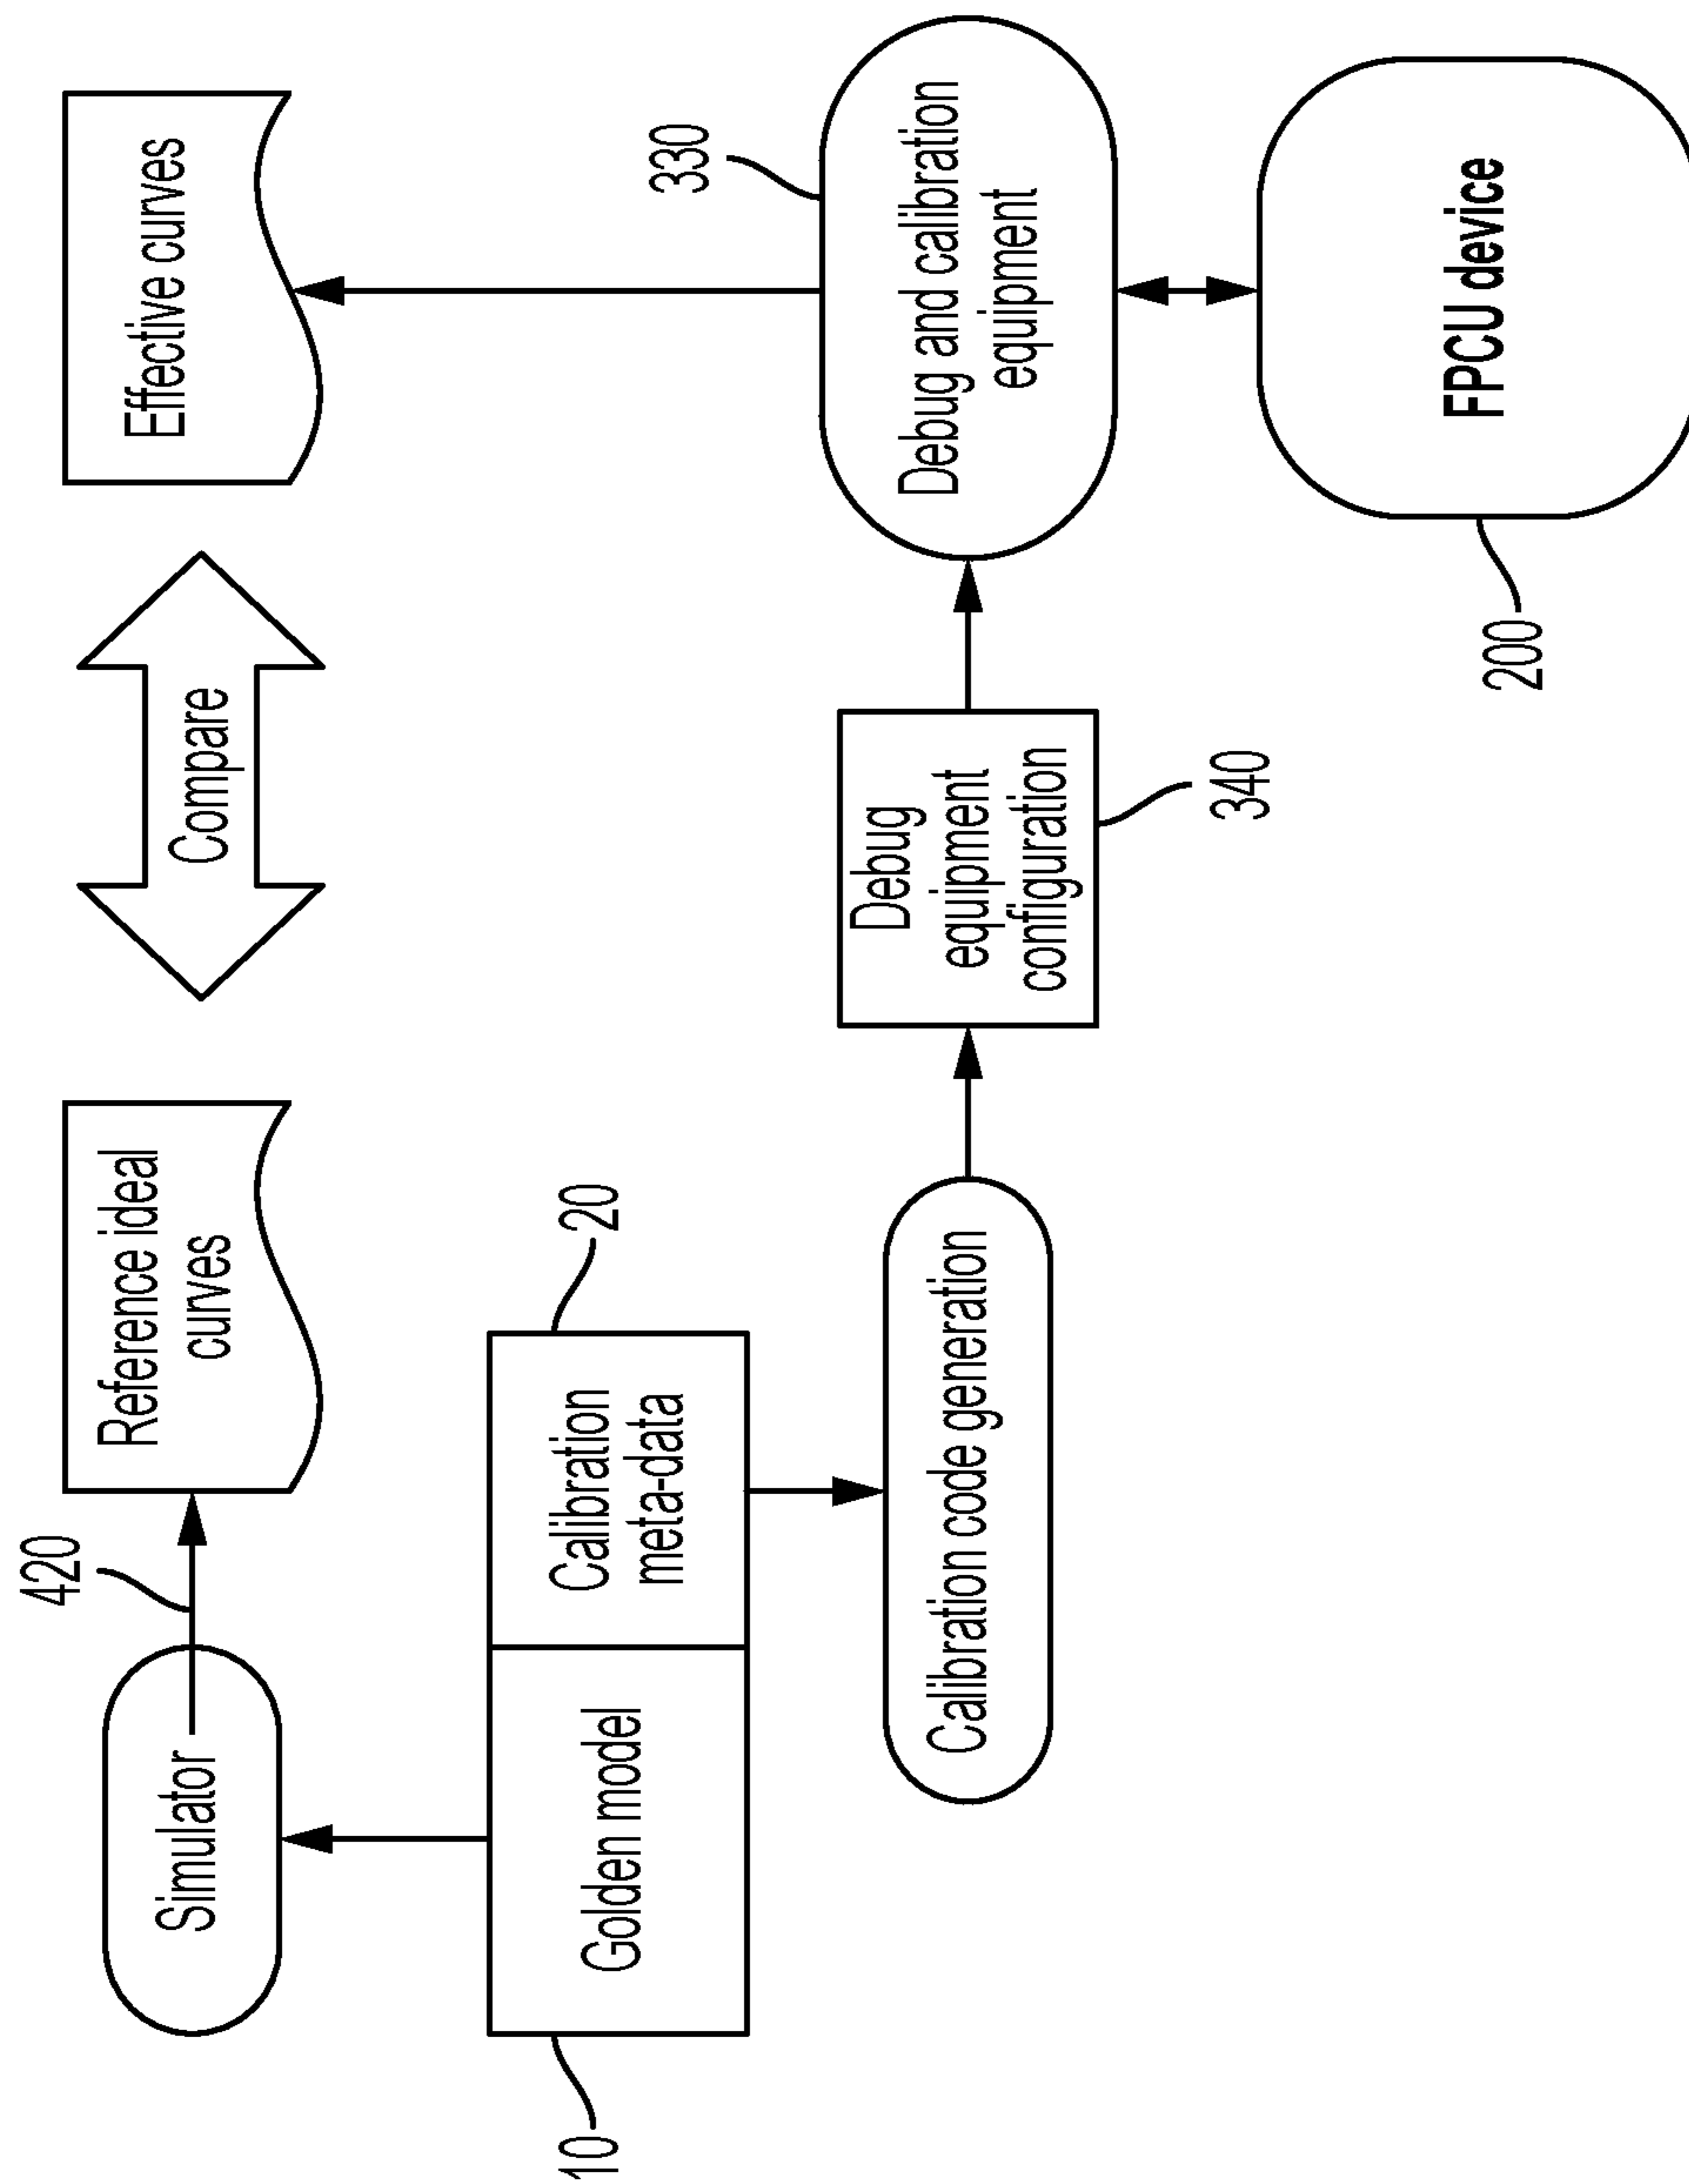 420
Simulator
Reference ideal
curves
Compare
Effective curves
10
Golden model
Calibration
meta-data
20
Calibration code generation
Debug
equipment
configuration
340
330
Debug and calibration
equipment
FPCU device
200